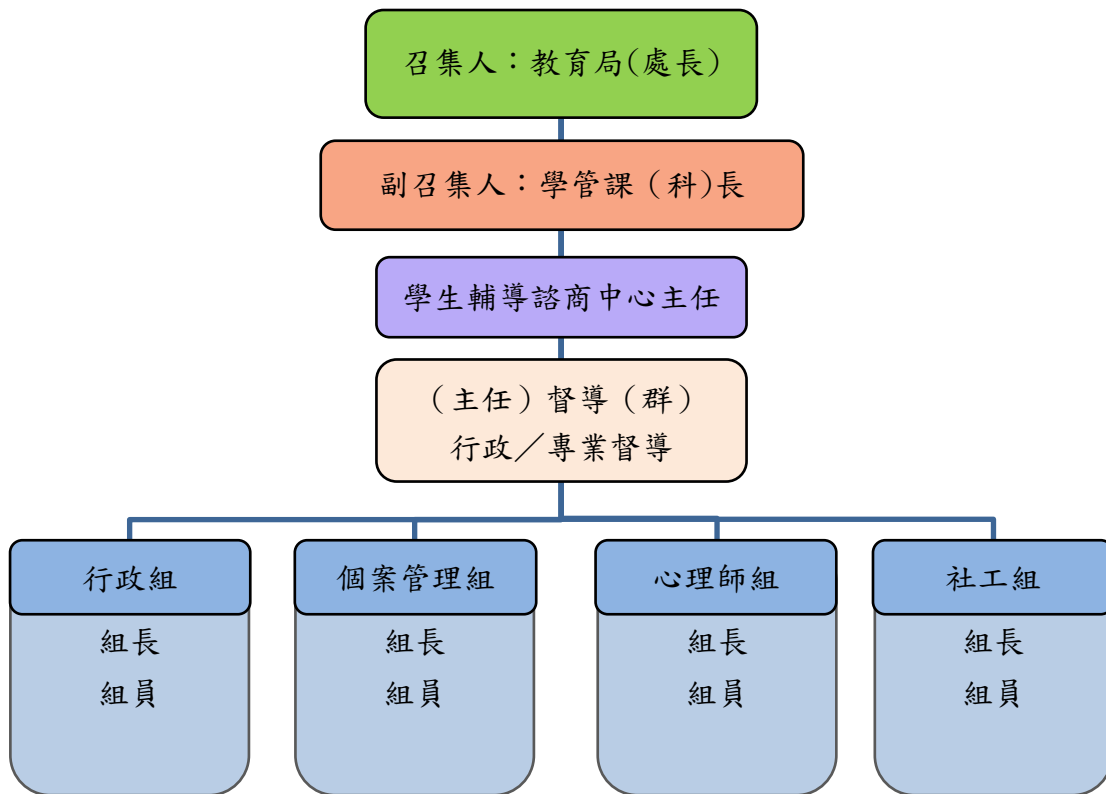 召集人：教育局(處長)
副召集人：學管課（科)長
學生輔導諮商中心主任
（主任）督導（群）
行政／專業督導
行政組
組長
組員
個案管理組
組長
組員
心理師組
組長
組員
社工組
組長
組員